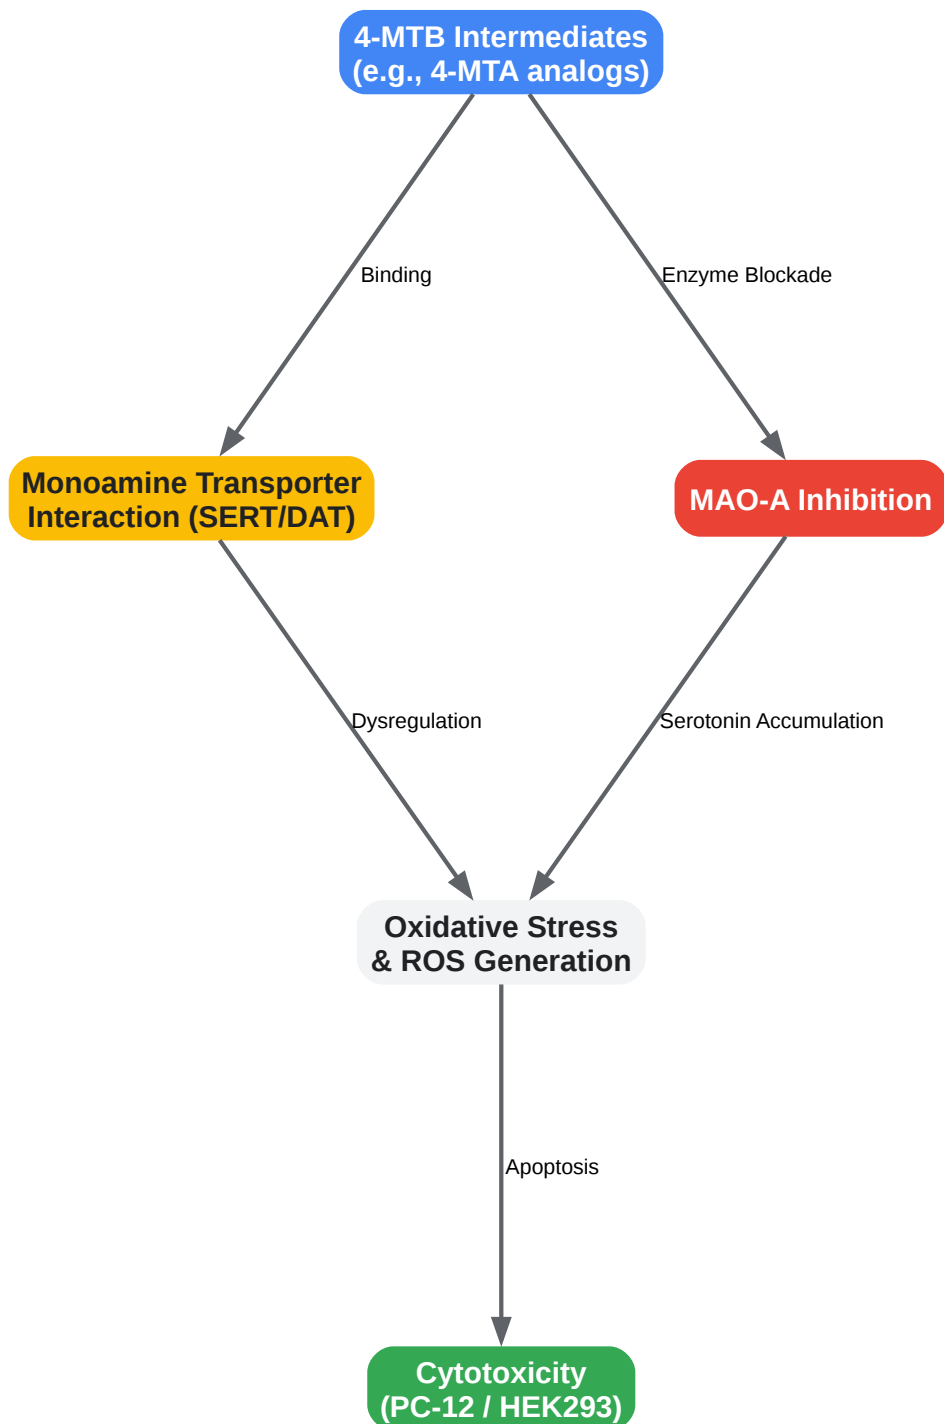 4-MTB Intermediates
(e.g., 4-MTA analogs)
Binding
Enzyme Blockade
Monoamine Transporter
Interaction (SERT/DAT)
MAO-A Inhibition
Dysregulation
Serotonin Accumulation
Oxidative Stress
& ROS Generation
Apoptosis
Cytotoxicity
(PC-12 / HEK293)